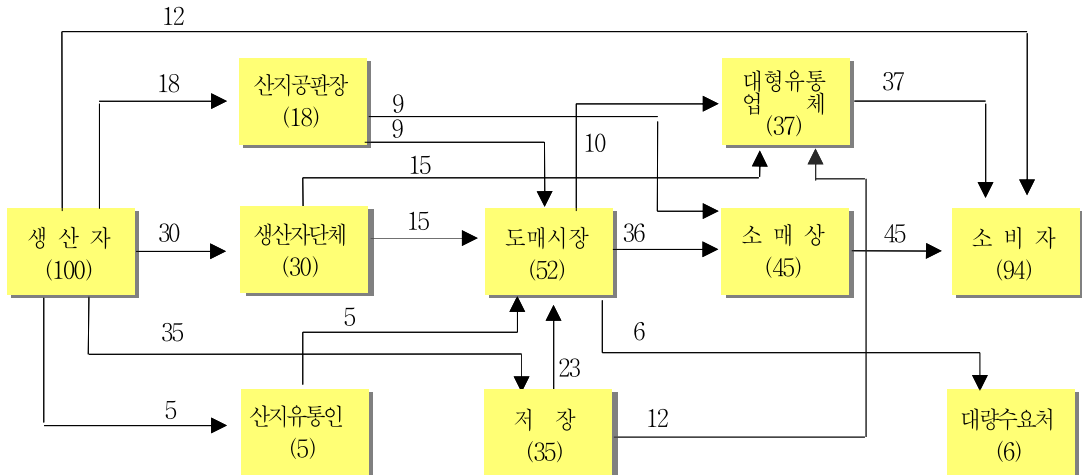 12
18
산지공판장
(18)
9
9
대형유통
업 체
(37)
37
10
15
생 산 자
(100)
30
생산자단체
(30)
15
도매시장
(52)
36
소 매 상
(45)
45
소 비 자
(94)
5
35
6
23
5
산지유통인
(5)
저 장
(35)
12
대량수요처
(6)